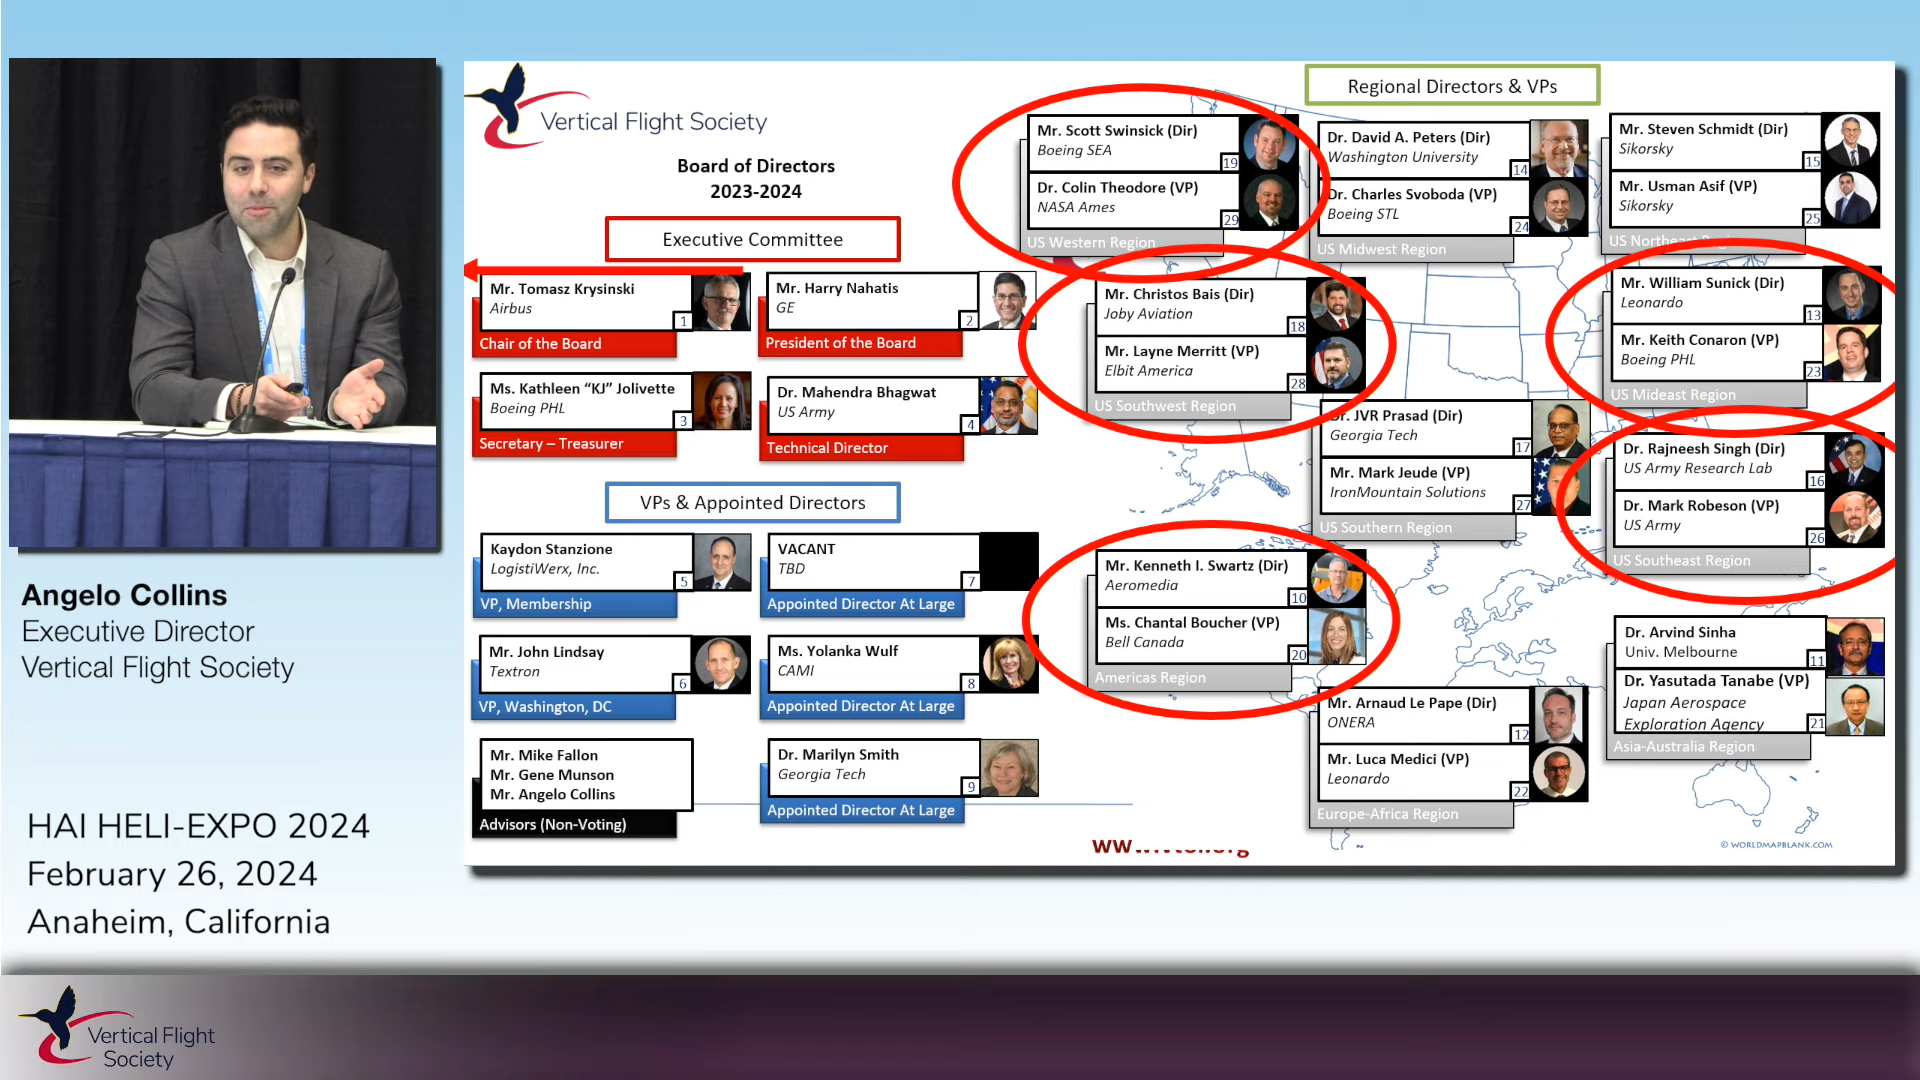 Vertical Flight Society
Board of Directors
2023-2024
Executive Committee
Mr. Tomasz Krysinski
Airbus
1
Chair of the Board
Mr. Harry Nahatis
GE
2
President of the Board
Ms. Kathleen “KJ” Jolivette
Boeing PHL
3
Secretary – Treasurer
Dr. Mahendra Bhagwat
US Army
4
Technical Director
VPs & Appointed Directors
Kaydon Stanzione
LogistiWerx, Inc.
5
VP, Membership
VACANT
TBD
7
Appointed Director At Large
Mr. John Lindsay
Textron
6
VP, Washington, DC
Ms. Yolanka Wulf
CAMI
8
Appointed Director At Large
Mr. Mike Fallon
Mr. Gene Munson
Mr. Angelo Collins
Advisors (Non-Voting)
Dr. Marilyn Smith
Georgia Tech
9
Appointed Director At Large
Regional Directors & VPs
Mr. Scott Swinsick (Dir)
Boeing SEA
19
Dr. Colin Theodore (VP)
NASA Ames
29
US Western Region
Dr. David A. Peters (Dir)
Washington University
14
Dr. Charles Svoboda (VP)
Boeing STL
24
US Midwest Region
Mr. Steven Schmidt (Dir)
Sikorsky
15
Mr. Usman Asif (VP)
Sikorsky
25
US Northeast Region
Mr. Christos Bais (Dir)
Joby Aviation
18
Mr. Layne Merritt (VP)
Elbit America
28
US Southwest Region
Mr. William Sunick (Dir)
Leonardo
13
Mr. Keith Conaron (VP)
Boeing PHL
23
US Mideast Region
Dr. JVR Prasad (Dir)
Georgia Tech
17
Mr. Mark Jeude (VP)
IronMountain Solutions
27
US Southern Region
Dr. Rajneesh Singh (Dir)
US Army Research Lab
16
Dr. Mark Robeson (VP)
US Army
26
US Southeast Region
Mr. Kenneth I. Swartz (Dir)
Aeromedia
10
Ms. Chantal Boucher (VP)
Bell Canada
20
Americas Region
Mr. Arnaud Le Pape (Dir)
ONERA
12
Mr. Luca Medici (VP)
Leonardo
22
Europe-Africa Region
Dr. Arvind Sinha
Univ. Melbourne
11
Dr. Yasutada Tanabe (VP)
Japan Aerospace
Exploration Agency
21
Asia-Australia Region
© WORLDMAPBLANK.COM
Angelo Collins
Executive Director
Vertical Flight Society
HAI HELI-EXPO 2024
February 26, 2024
Anaheim, California
Vertical Flight
Society